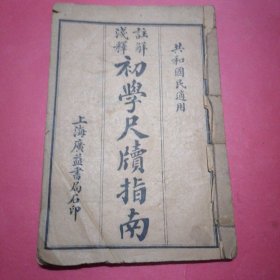 共和國民適用
註解
淺釋
初學尺牘指南
上海廣益書局石印